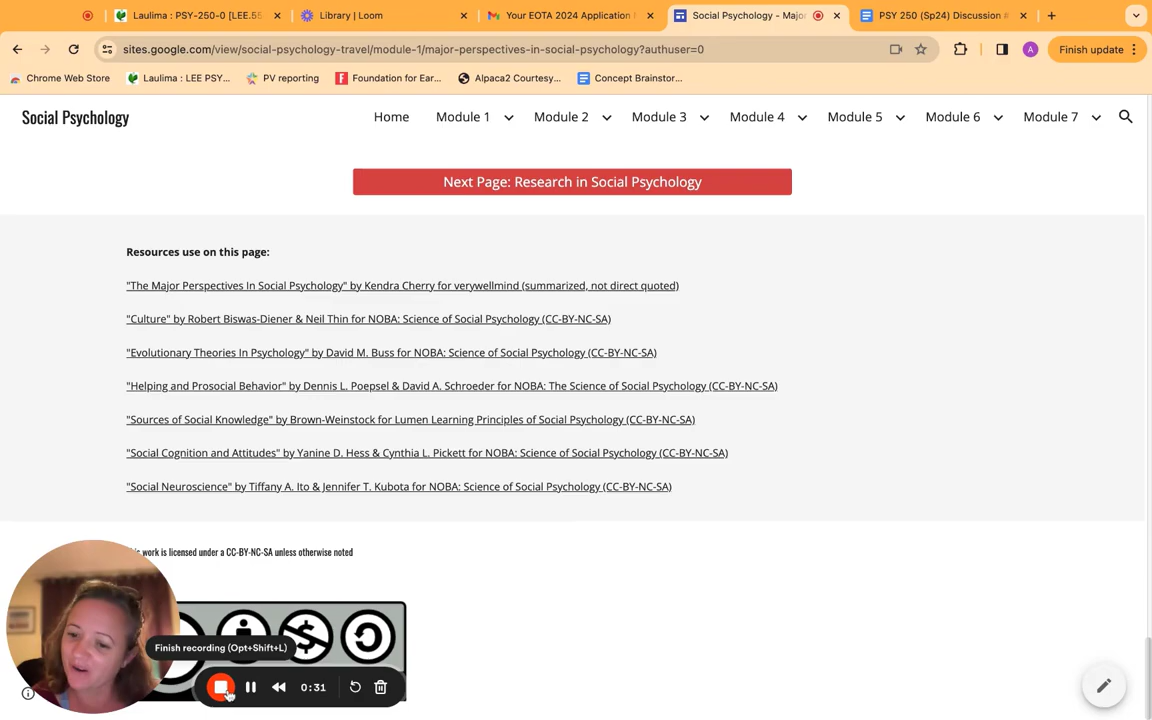 Laulima : PSY-250-0 [LEE.55
Library | Loom
Your EOTA 2024 Application
Social Psychology - Major
PSY 250 (Sp24) Discussion #
sites.google.com/view/social-psychology-travel/module-1/major-perspectives-in-social-psychology?authuser=0
A
Finish update
Chrome Web Store
Laulima : LEE PSY...
PV reporting
Foundation for Ear...
Alpaca2 Courtesy...
Concept Brainstor...
Social Psychology
Home
Module 1
Module 2
Module 3
Module 4
Module 5
Module 6
Module 7
Next Page: Research in Social Psychology
Resources use on this page:
"The Major Perspectives In Social Psychology" by Kendra Cherry for verywellmind (summarized, not direct quoted)
"Culture" by Robert Biswas-Diener & Neil Thin for NOBA: Science of Social Psychology (CC-BY-NC-SA)
"Evolutionary Theories In Psychology" by David M. Buss for NOBA: Science of Social Psychology (CC-BY-NC-SA)
"Helping and Prosocial Behavior" by Dennis L. Poepsel & David A. Schroeder for NOBA: The Science of Social Psychology (CC-BY-NC-SA)
"Sources of Social Knowledge" by Brown-Weinstock for Lumen Learning Principles of Social Psychology (CC-BY-NC-SA)
"Social Cognition and Attitudes" by Yanine D. Hess & Cynthia L. Pickett for NOBA: Science of Social Psychology (CC-BY-NC-SA)
"Social Neuroscience" by Tiffany A. Ito & Jennifer T. Kubota for NOBA: Science of Social Psychology (CC-BY-NC-SA)
work is licensed under a CC-BY-NC-SA unless otherwise noted
Finish recording (Opt+Shift+L)
0:31